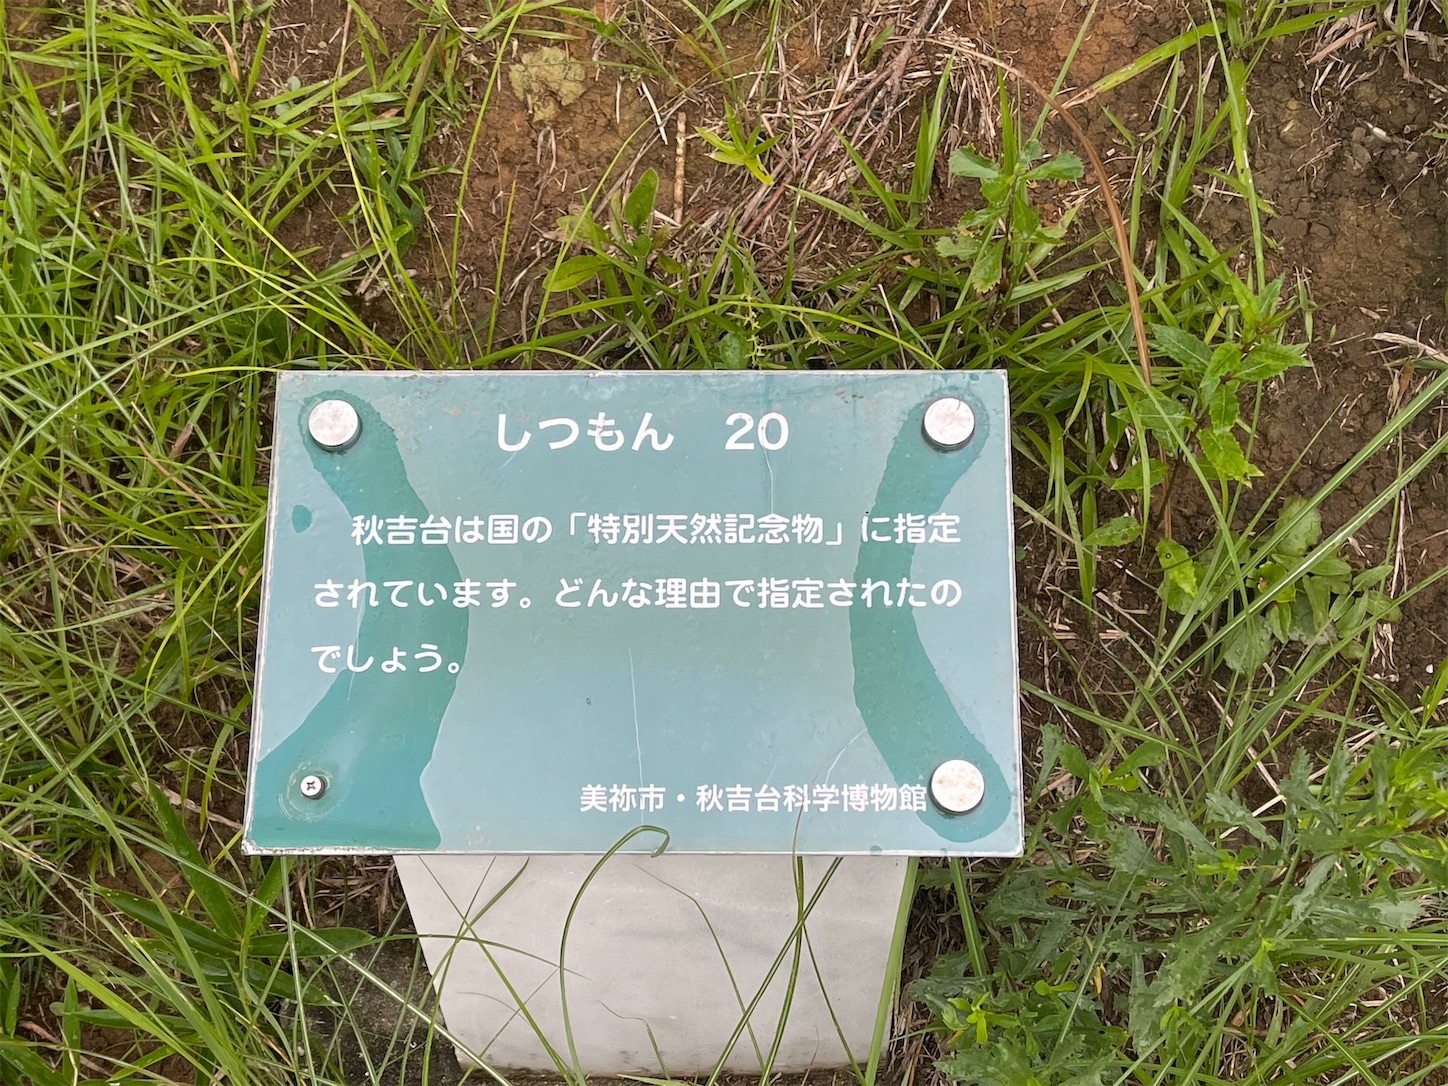 しつもん　20
秋吉台は国の「特別天然記念物」に指定
されています。どんな理由で指定されたの
でしょう。
美祢市・秋吉台科学博物館